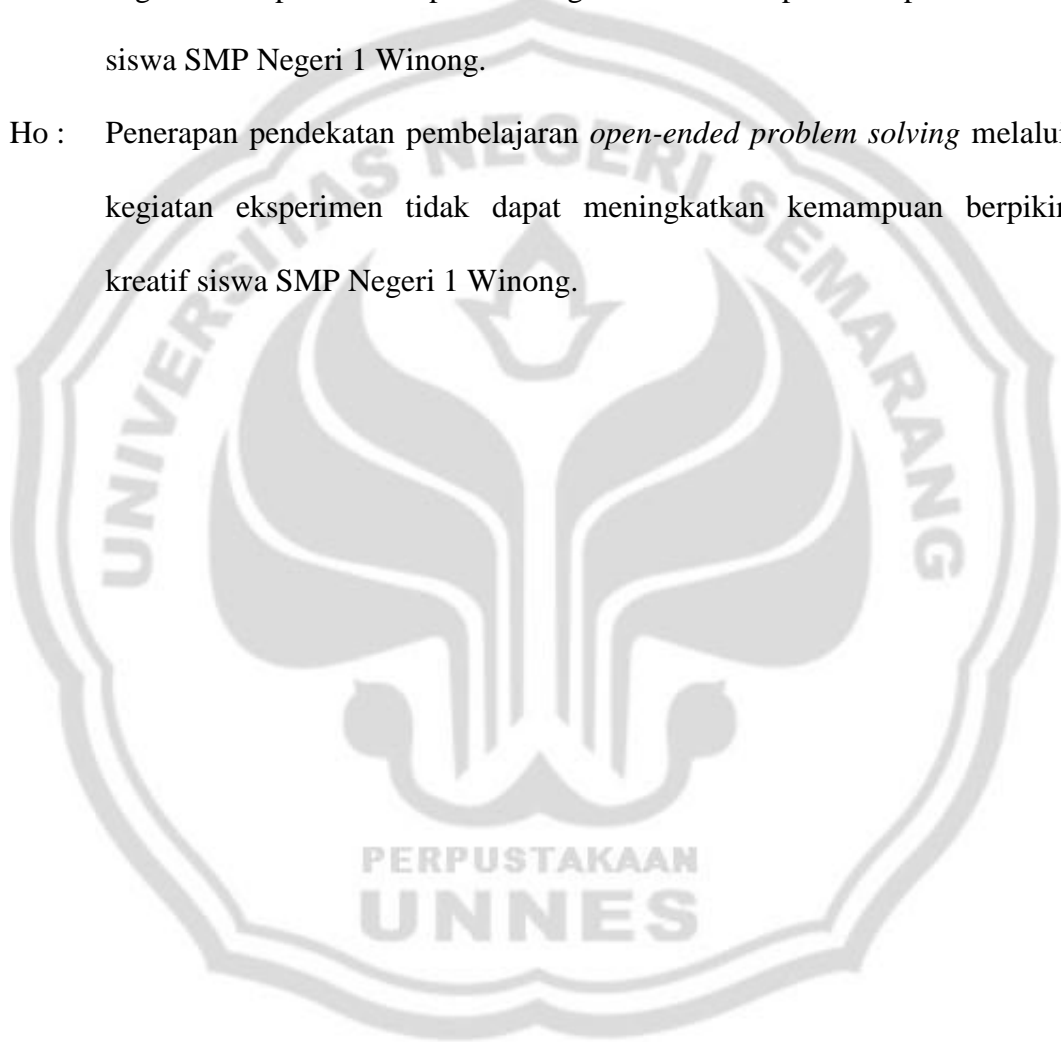 siswa SMP Negeri 1 Winong.
Ho : Penerapan pendekatan pembelajaran open-ended problem solving melalui
kegiatan eksperimen tidak dapat meningkatkan kemampuan berpikir
kreatif siswa SMP Negeri 1 Winong.
UNIVERSITAS NEGERI SEMARANG
PERPUSTAKAAN
UNNES